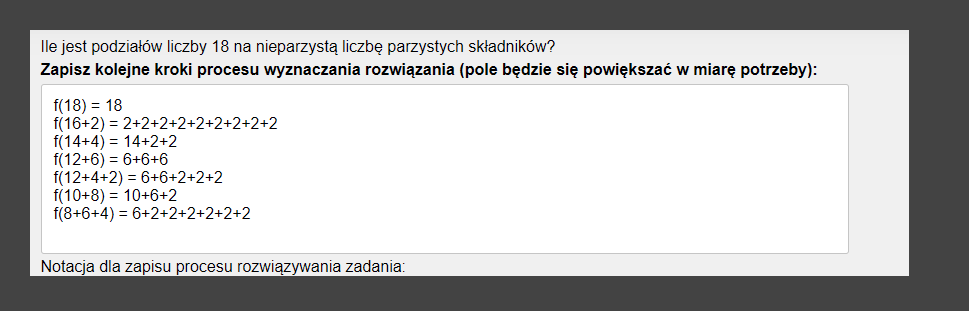 Ile jest podziałów liczby 18 na nieparzystą liczbę parzystych składników?
Zapisz kolejne kroki procesu wyznaczania rozwiązania (pole będzie się powiększać w miarę potrzeby):
f(18) = 18
f(16+2) = 2+2+2+2+2+2+2+2+2
f(14+4) = 14+2+2
f(12+6) = 6+6+6
f(12+4+2) = 6+6+2+2+2
f(10+8) = 10+6+2
f(8+6+4) = 6+2+2+2+2+2+2
Notacja dla zapisu procesu rozwiązywania zadania: